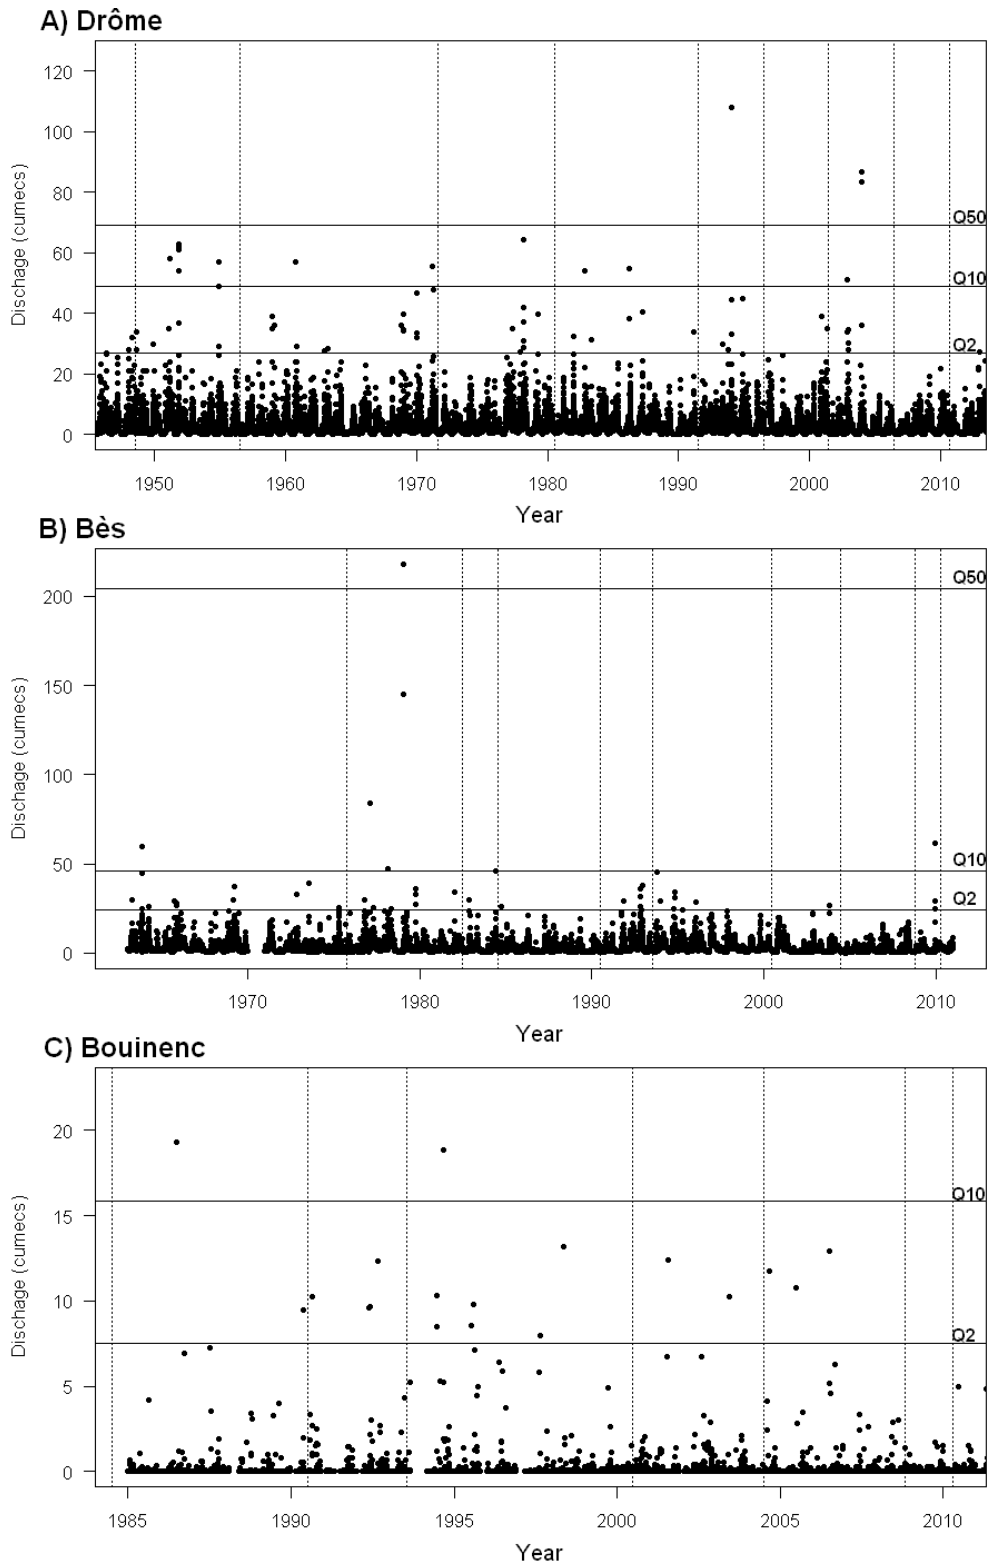 A) Drôme
120
100
80
60
40
20
0
Dischage (cumecs)
Q50
Q10
Q2
1950 1960 1970 1980 1990 2000 2010
Year
B) Bès
200
150
100
50
0
Dischage (cumecs)
Q50
Q10
Q2
1970 1980 1990 2000 2010
Year
C) Bouinenc
20
15
10
5
0
Dischage (cumecs)
Q10
Q2
1985 1990 1995 2000 2005 2010
Year